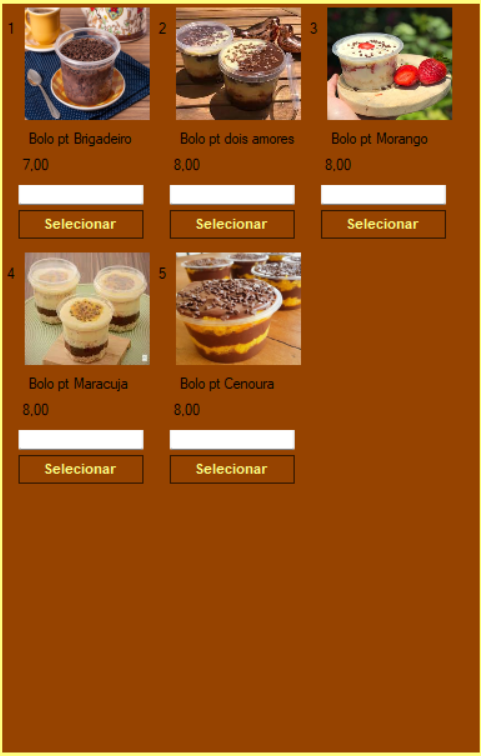 1
2
3
Bolo pt Brigadeiro
Bolo pt dois amores
Bolo pt Morango
7,00
8,00
8,00
Selecionar
Selecionar
Selecionar
4
5
Bolo pt Maracuja
Bolo pt Cenoura
8,00
8,00
Selecionar
Selecionar